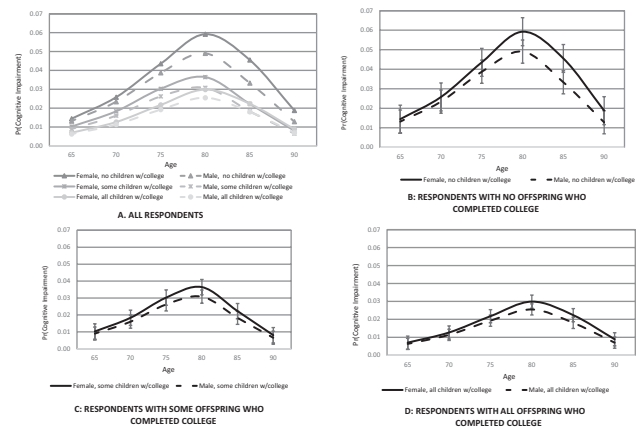 0.07
0.06
0.05
0.04
0.03
0.02
0.01
0.00
Pr(Cognitive Impairment)
65 70 75 80 85 90
Age
Female, no children w/college Male, no children w/college
Female, some children w/college Male, some children w/college
Female, all children w/college Male, all children w/college
A. ALL RESPONDENTS
0.07
0.06
0.05
0.04
0.03
0.02
0.01
0.00
Pr(Cognitive Impairment)
65 70 75 80 85 90
Age
Female, no children w/college Male, no children w/college
B: RESPONDENTS WITH NO OFFSPRING WHO
COMPLETED COLLEGE
0.07
0.06
0.05
0.04
0.03
0.02
0.01
0.00
Pr(Cognitive Impairment)
65 70 75 80 85 90
Age
Female, some children w/college Male, some children w/college
C: RESPONDENTS WITH SOME OFFSPRING WHO
COMPLETED COLLEGE
0.07
0.06
0.05
0.04
0.03
0.02
0.01
0.00
Pr(Cognitive Impairment)
65 70 75 80 85 90
Age
Female, all children w/college Male, all children w/college
D: RESPONDENTS WITH ALL OFFSPRING WHO
COMPLETED COLLEGE